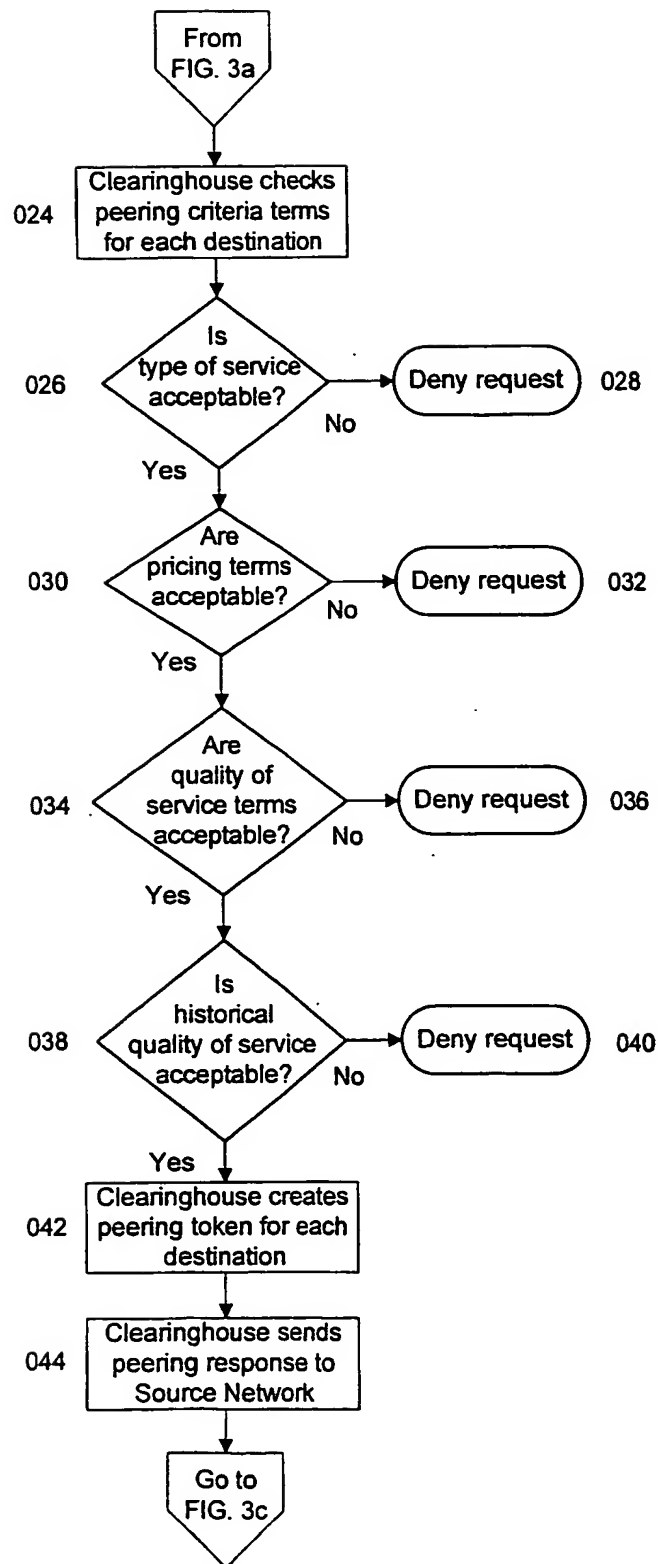 From
FIG. 3a
024
Clearinghouse checks
peering criteria terms
for each destination
026
Is
type of service
acceptable?
No
Deny request
028
Yes
030
Are
pricing terms
acceptable?
No
Deny request
032
Yes
034
Are
quality of
service terms
acceptable?
No
Deny request
036
Yes
038
Is
historical
quality of service
acceptable?
No
Deny request
040
Yes
042
Clearinghouse creates
peering token for each
destination
044
Clearinghouse sends
peering response to
Source Network
Go to
FIG. 3c